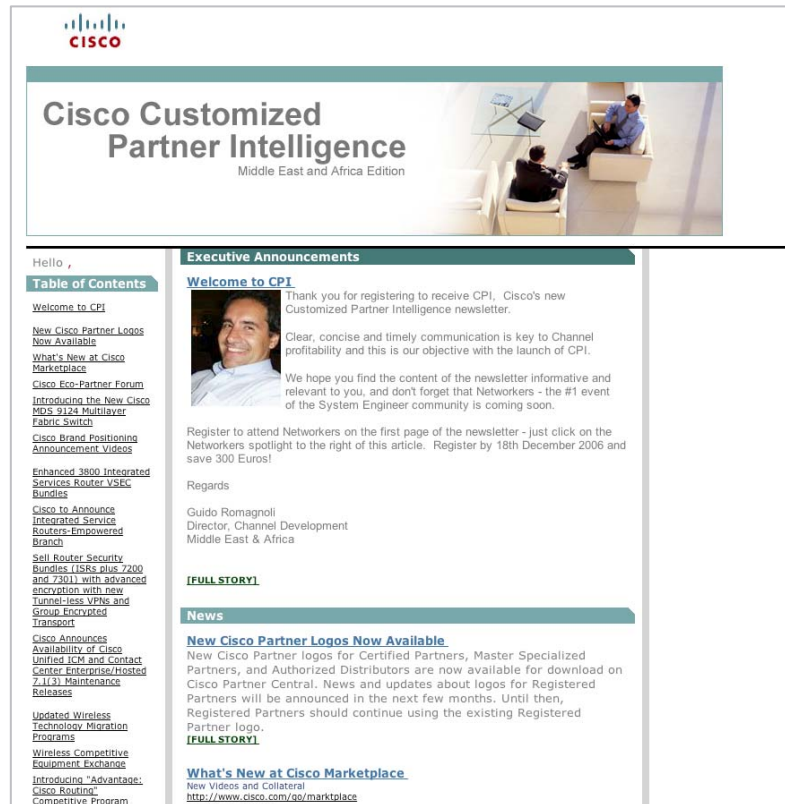 CISCO
Cisco Customized
Partner Intelligence
Middle East and Africa Edition
Hello ,
Table of Contents
Welcome to CPI
New Cisco Partner Logos
Now Available
What's New at Cisco
Marketplace
Cisco Eco-Partner Forum
Introducing the New Cisco
MDS 9124 Multilayer
Fabric Switch
Cisco Brand Positioning
Announcement Videos
Enhanced 3800 Integrated
Services Router VSEC
Bundles
Cisco to Announce
Integrated Service
Routers-Empowered
Branch
Sell Router Security
Bundles (ISRs plus 7200
and 7301) with advanced
encryption with new
Tunnel-less VPNs and
Group Encrypted
Transport
Cisco Announces
Availability of Cisco
Unified ICM and Contact
Center Enterprise/Hosted
7.1(3) Maintenance
Releases
Updated Wireless
Technology Migration
Programs
Wireless Competitive
Equipment Exchange
Introducing "Advantage:
Cisco Routing"
Competitive Program
Executive Announcements
Welcome to CPI
Thank you for registering to receive CPI, Cisco's new
Customized Partner Intelligence newsletter.
Clear, concise and timely communication is key to Channel
profitability and this is our objective with the launch of CPI.
We hope you find the content of the newsletter informative and
relevant to you, and don't forget that Networkers - the #1 event
of the System Engineer community is coming soon.
Register to attend Networkers on the first page of the newsletter - just click on the
Networkers spotlight to the right of this article. Register by 18th December 2006 and
save 300 Euros!
Regards
Guido Romagnoli
Director, Channel Development
Middle East & Africa
[FULL STORY]
News
New Cisco Partner Logos Now Available
New Cisco Partner logos for Certified Partners, Master Specialized
Partners, and Authorized Distributors are now available for download on
Cisco Partner Central. News and updates about logos for Registered
Partners will be announced in the next few months. Until then,
Registered Partners should continue using the existing Registered
Partner logo.
[FULL STORY]
What's New at Cisco Marketplace
New Videos and Collateral
http://www.cisco.com/go/marktplace